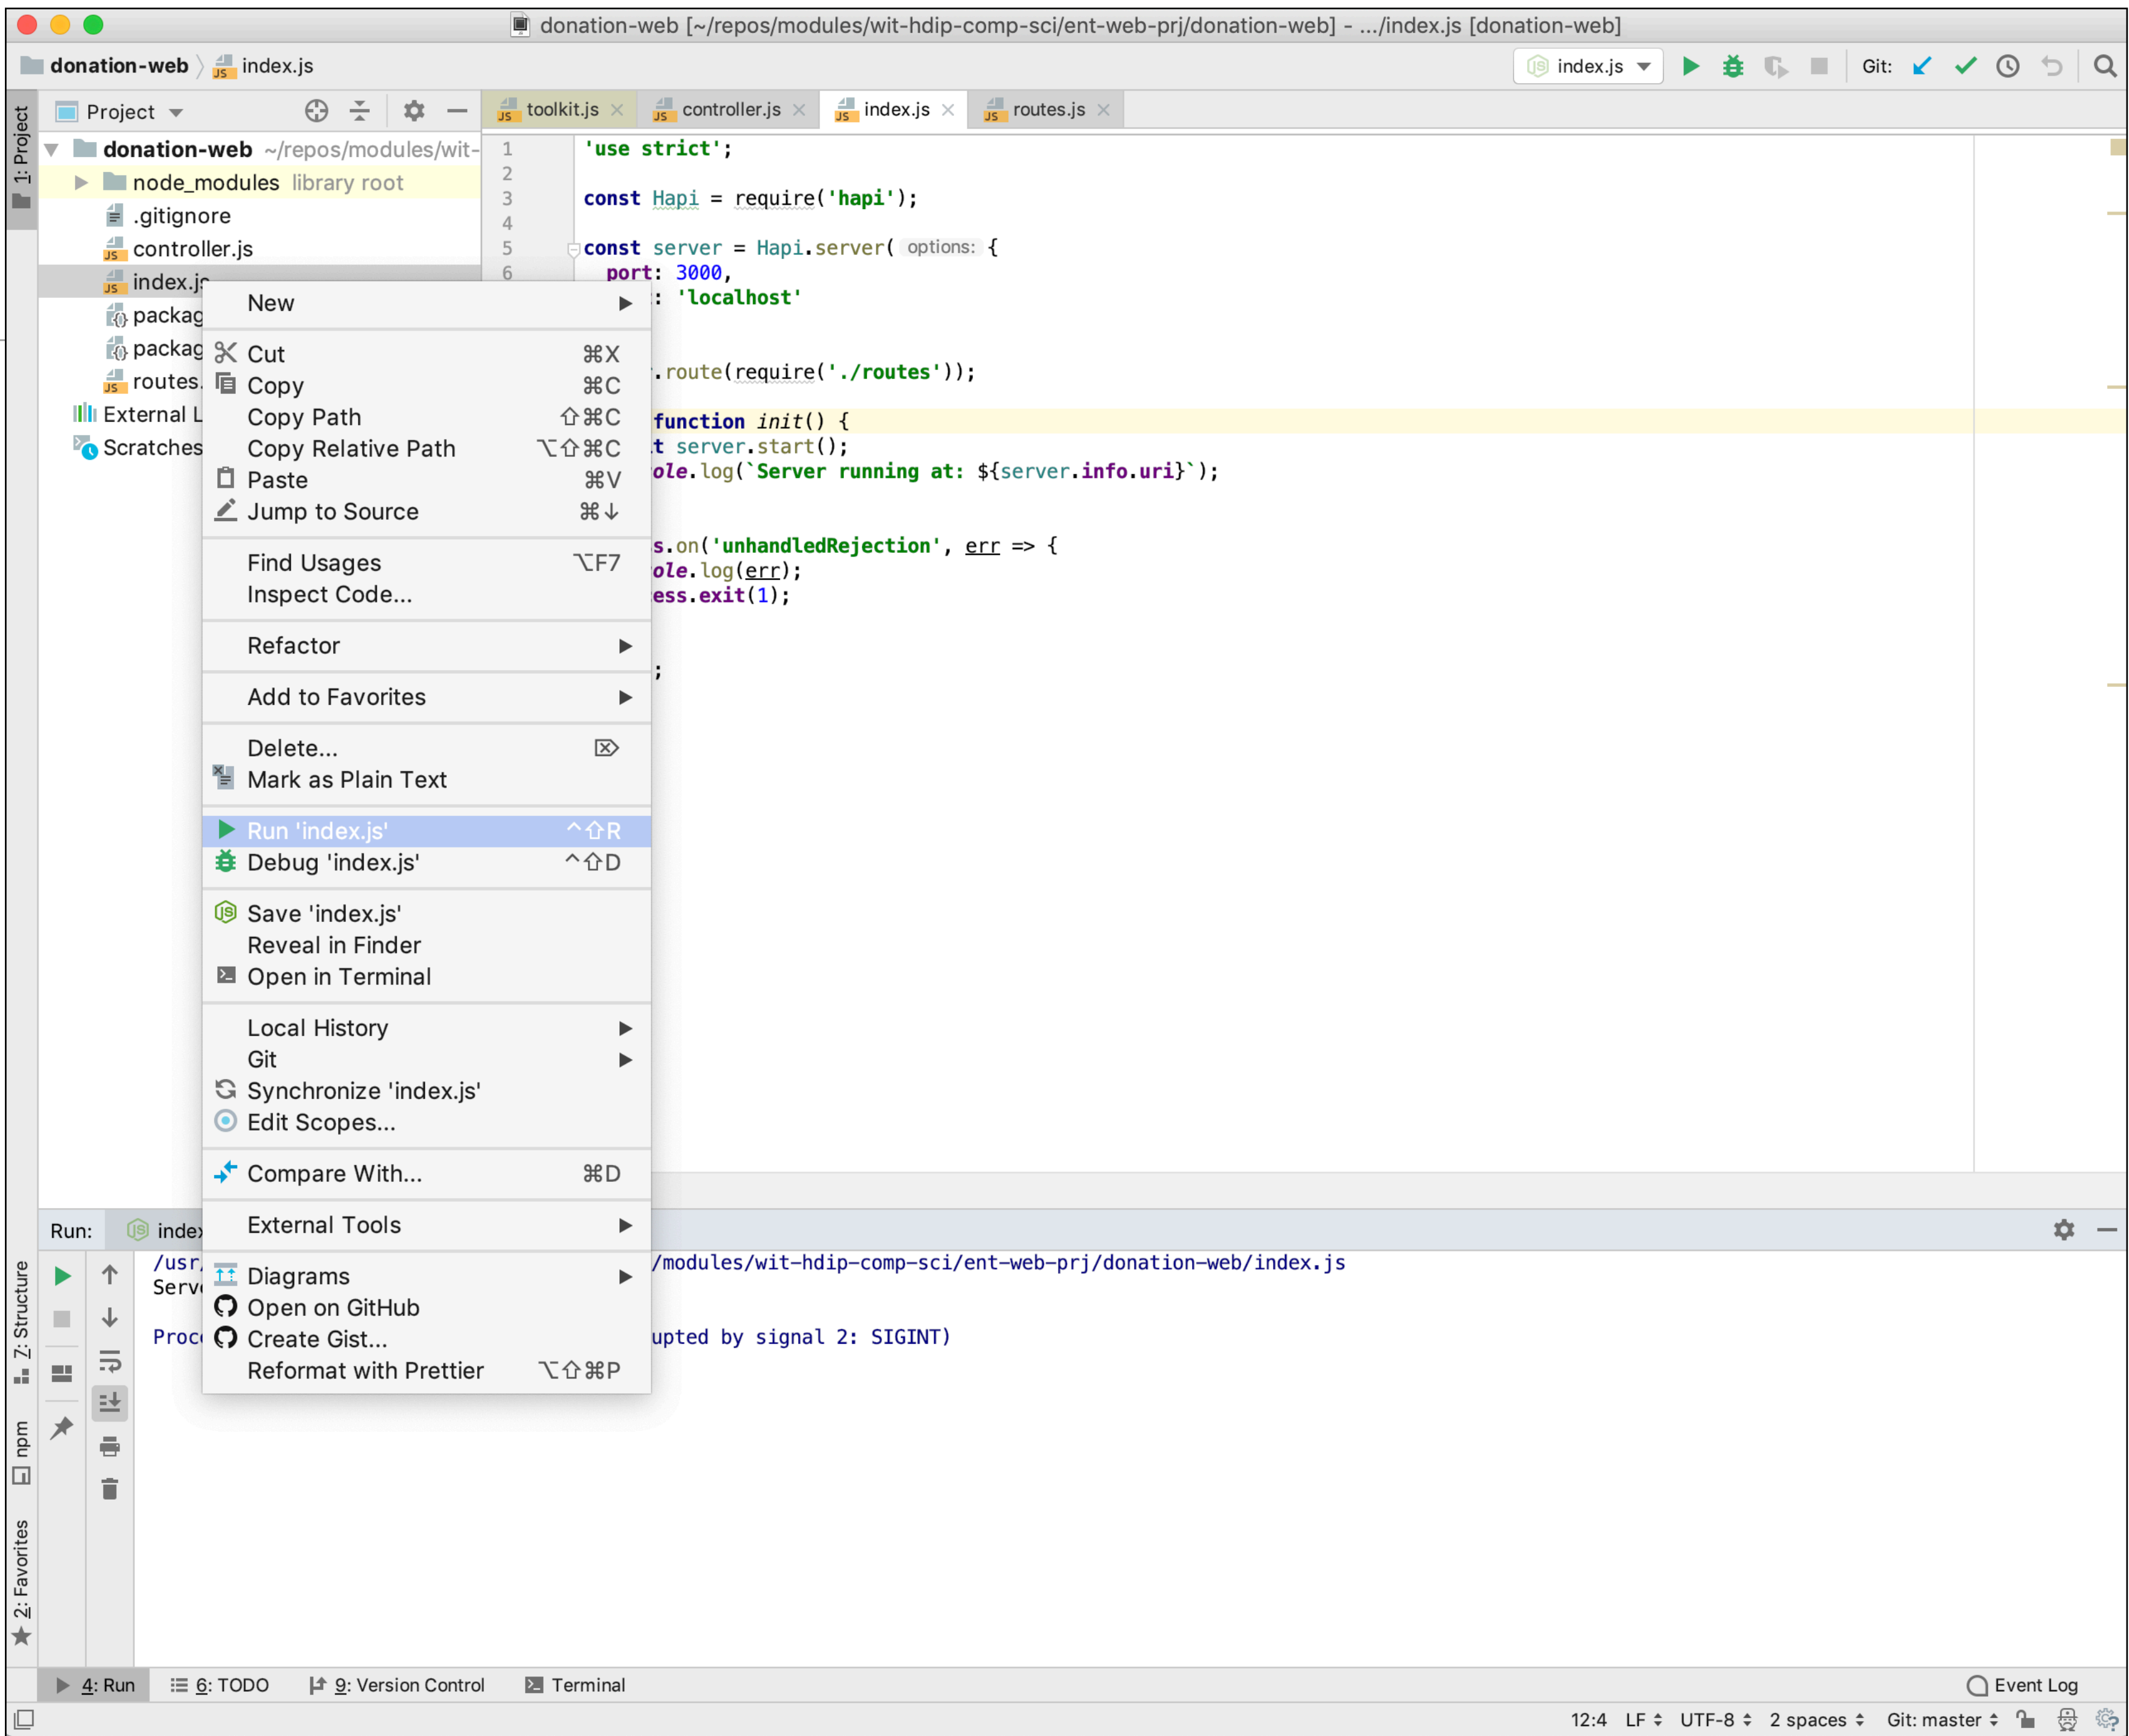 donation-web [~/repos/modules/wit-hdip-comp-sci/ent-web-prj/donation-web] - .../index.js [donation-web]
donation-web index.js
index.js Git:
1: Project
Project
toolkit.js controller.js index.js routes.js
donation-web ~/repos/modules/wit-
node_modules library root
.gitignore
controller.js
index.js
packag
packag
routes.
External L
Scratches
1 'use strict';
2
3 const Hapi = require('hapi');
4
5 const server = Hapi.server( options: {
6 port: 3000,
: 'localhost'
.route(require('./routes'));
function init() {
t server.start();
ole.log(`Server running at: ${server.info.uri}`);
s.on('unhandledRejection', err => {
ole.log(err);
ess.exit(1);
;
New
Cut ⌘X
Copy ⌘C
Copy Path ⇧⌘C
Copy Relative Path ⌥⇧⌘C
Paste ⌘V
Jump to Source ⌘↓
Find Usages ⌥F7
Inspect Code...
Refactor
Add to Favorites
Delete... ⌦
Mark as Plain Text
Run 'index.js' ^⇧R
Debug 'index.js' ^⇧D
Save 'index.js'
Reveal in Finder
Open in Terminal
Local History
Git
Synchronize 'index.js'
Edit Scopes...
Compare With... ⌘D
External Tools
Diagrams
Open on GitHub
Create Gist...
Reformat with Prettier ⌥⇧⌘P
Run: index
/usr/ /modules/wit-hdip-comp-sci/ent-web-prj/donation-web/index.js
Serv
Proc upted by signal 2: SIGINT)
7: Structure
npm
2: Favorites
4: Run 6: TODO 9: Version Control Terminal Event Log
12:4 LF UTF-8 2 spaces Git: master